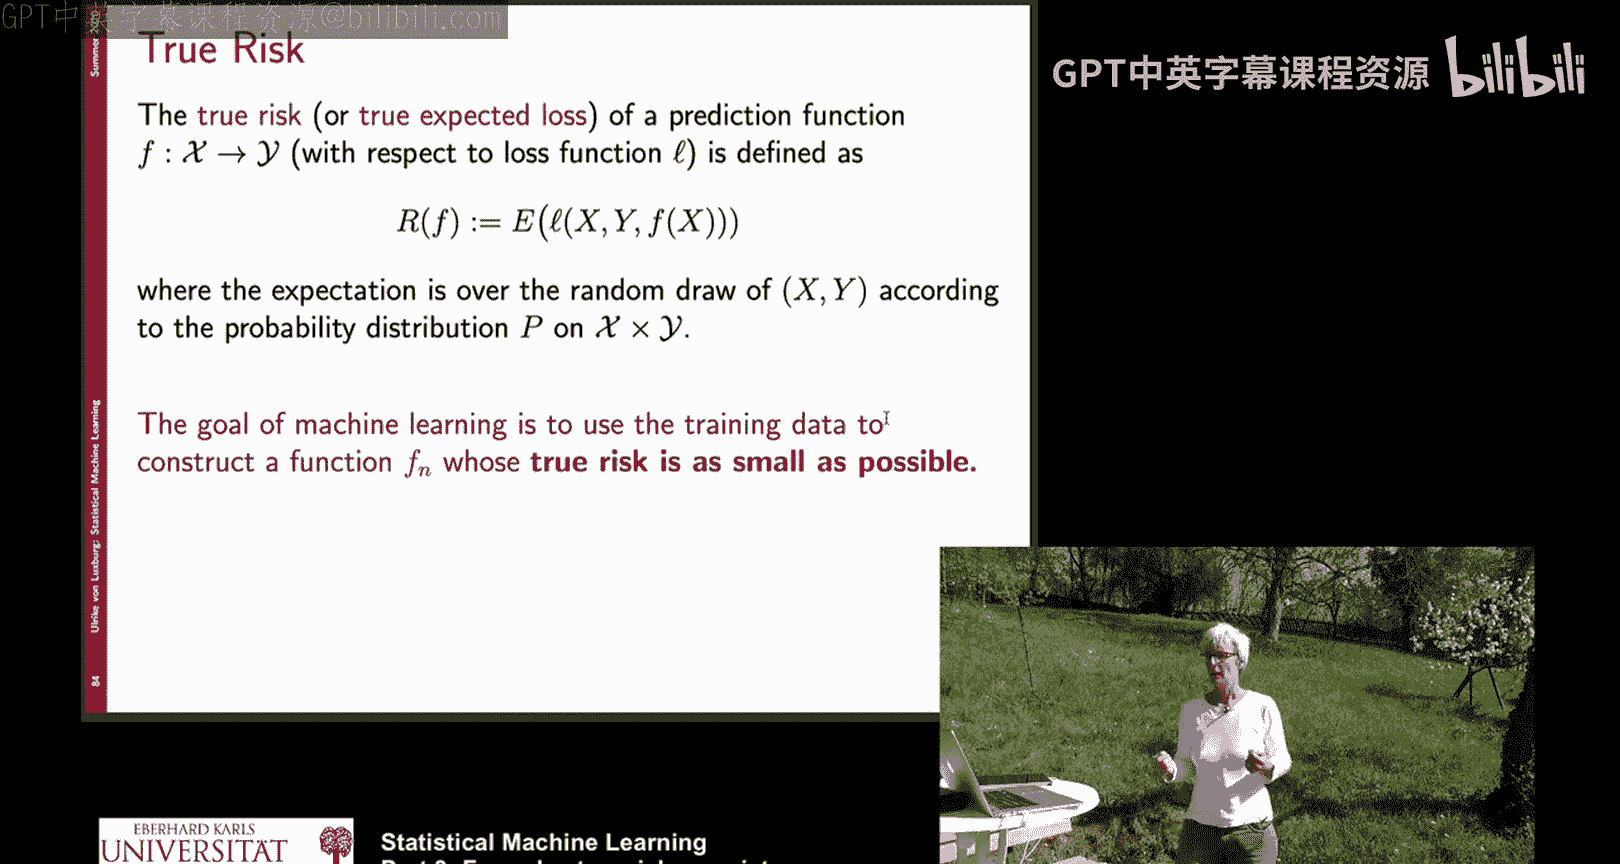 GPT中英字幕课程资源@bilibili.com
True Risk
The true risk (or true expected loss) of a prediction function
f : 𝒳 → 𝒴 (with respect to loss function ℓ) is defined as
R(f) := E(ℓ(X, Y, f(X)))
where the expectation is over the random draw of (X, Y) according
to the probability distribution P on 𝒳 × 𝒴.
The goal of machine learning is to use the training data to
construct a function fₙ whose true risk is as small as possible.
Summer 2020
Ulrike von Luxburg: Statistical Machine Learning
84
GPT中英字幕课程资源 bilibili
EBERHARD KARLS
UNIVERSITÄT
Statistical Machine Learning